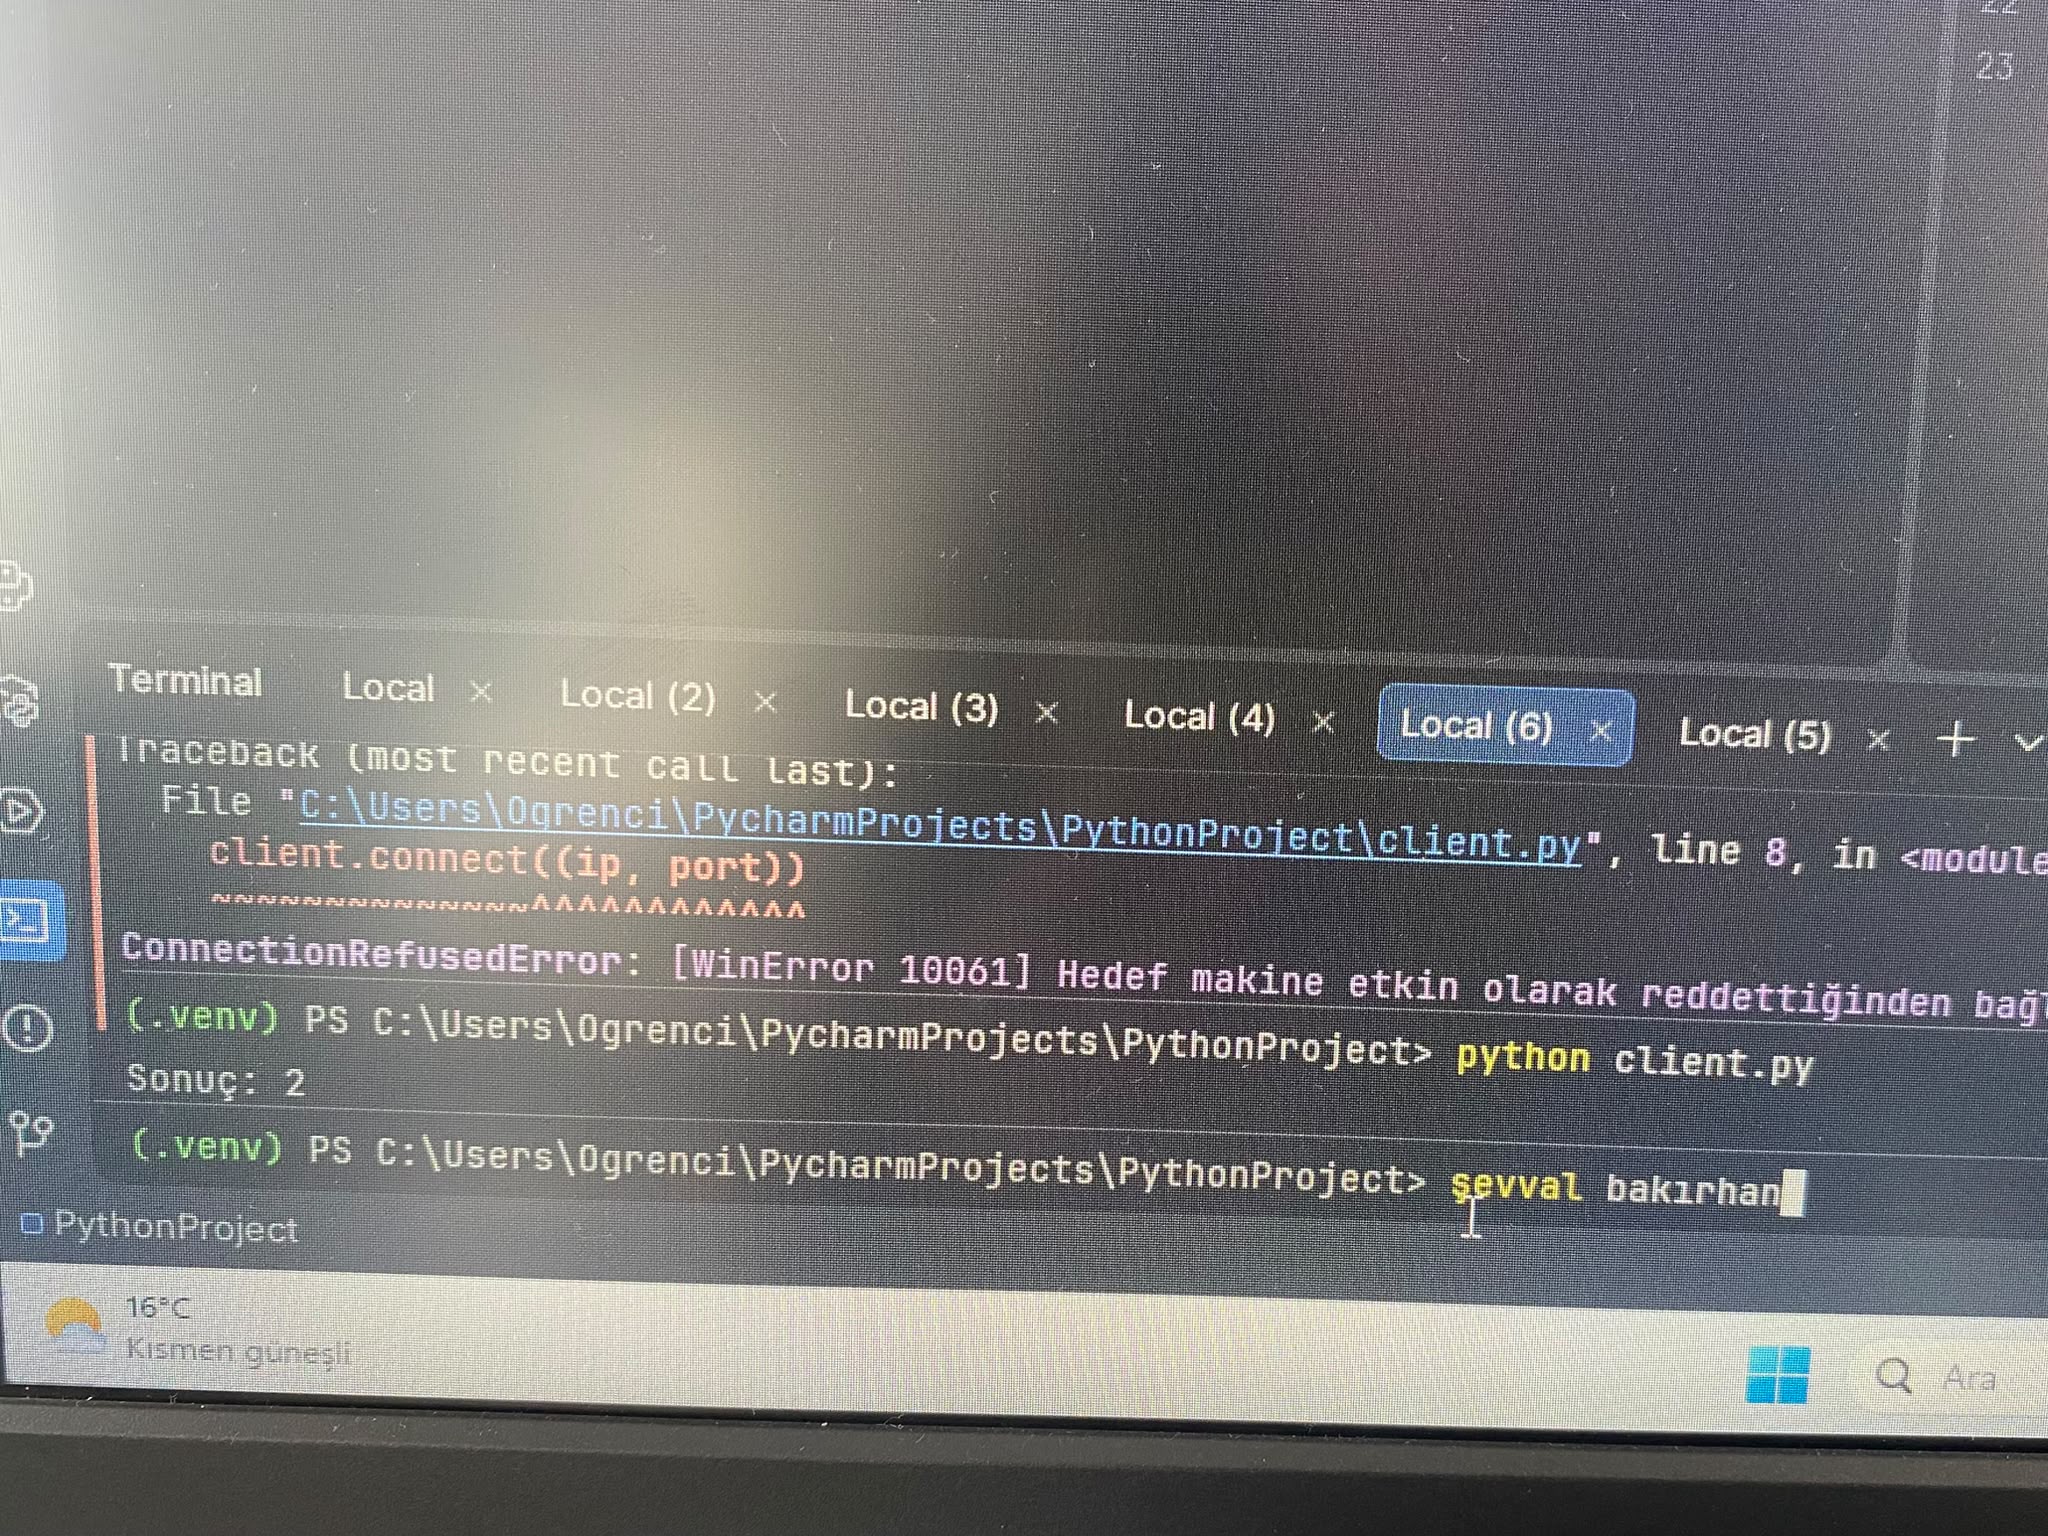 22
23
Terminal Local × Local (2) × Local (3) × Local (4) × Local (6) × Local (5) × +
Traceback (most recent call last):
File "C:\Users\Ogrenci\PycharmProjects\PythonProject\client.py", line 8, in <module
client.connect((ip, port))
~~~~~~~~~~~~~~^^^^^^^^^^^^
ConnectionRefusedError: [WinError 10061] Hedef makine etkin olarak reddettiğinden bağl
(.venv) PS C:\Users\Ogrenci\PycharmProjects\PythonProject> python client.py
Sonuç: 2
(.venv) PS C:\Users\Ogrenci\PycharmProjects\PythonProject> şevval bakırhan
PythonProject
16°C
Kısmen güneşli
Ara